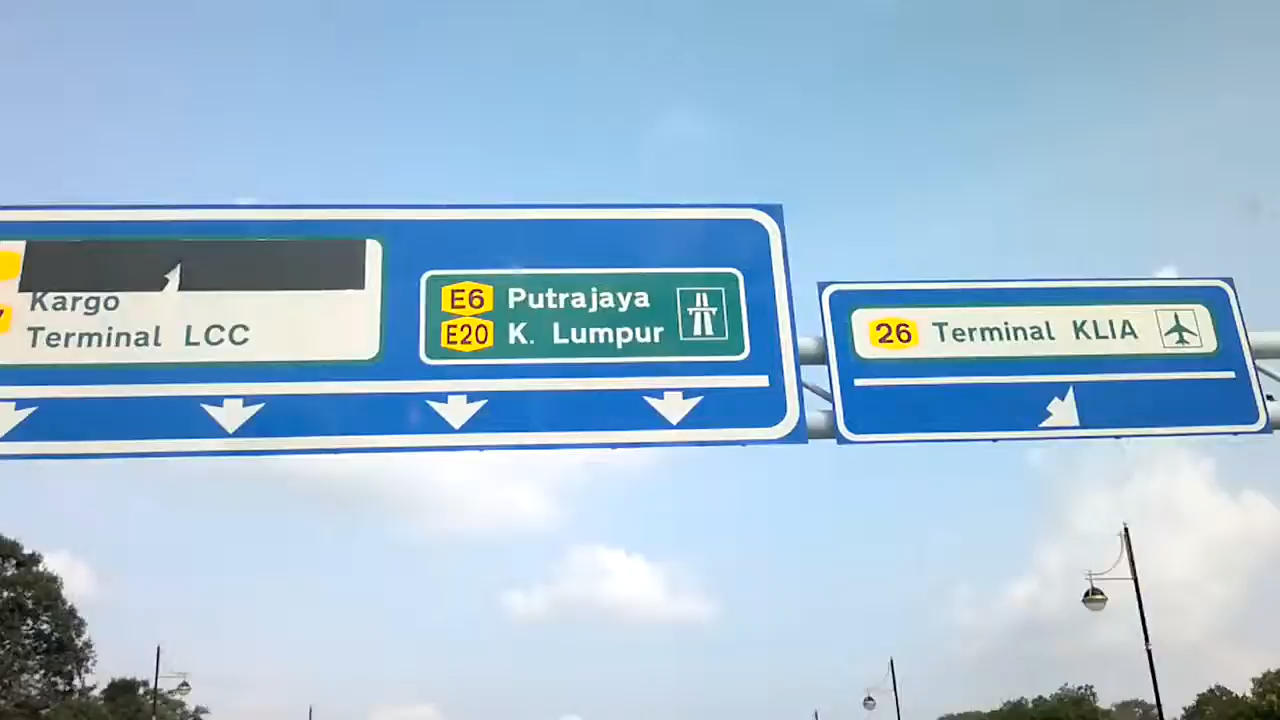 Kargo
Terminal LCC
E6 Putrajaya
E20 K. Lumpur
26 Terminal KLIA